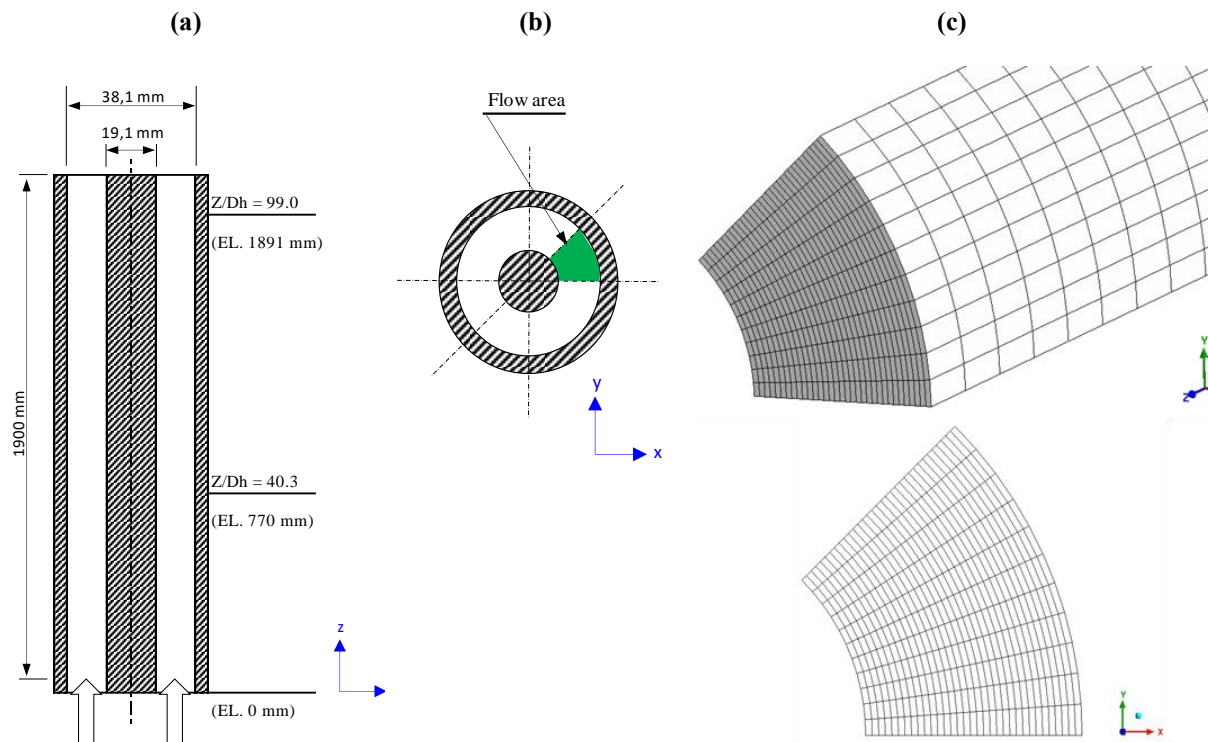 (a)
(b)
(c)
38,1 mm
19,1 mm
Z/Dh = 99.0
(EL. 1891 mm)
1900 mm
Z/Dh = 40.3
(EL. 770 mm)
z
(EL. 0 mm)
Flow area
y
x
Y
Z
Y
X